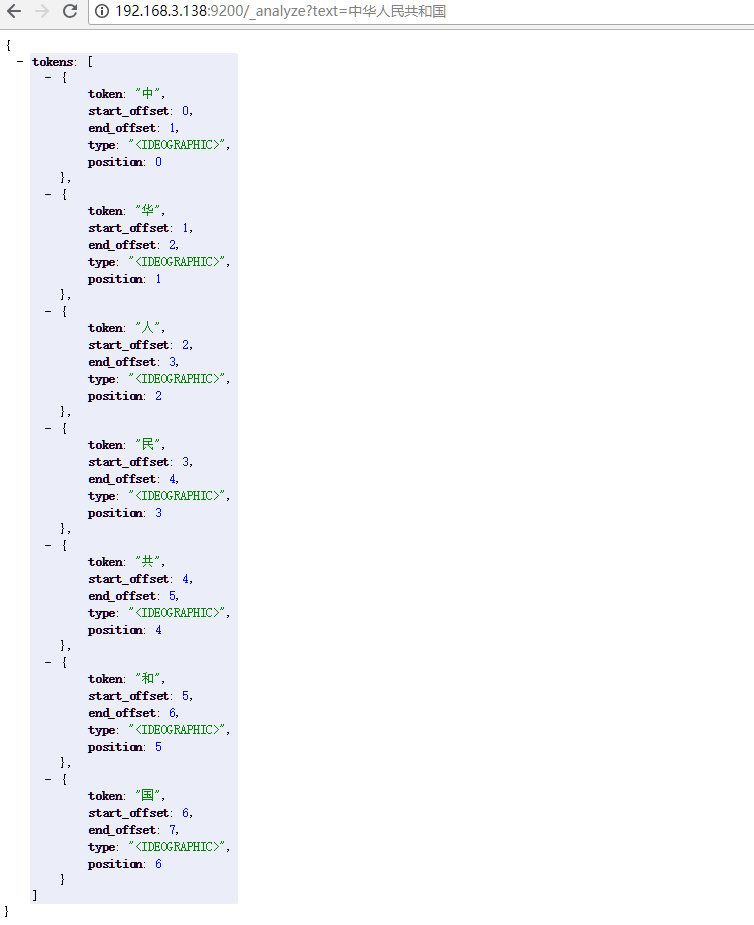 192.168.3.138:9200/_analyze?text=中华人民共和国
{
- tokens: [
- {
token: "中",
start_offset: 0,
end_offset: 1,
type: "<IDEOGRAPHIC>",
position: 0
},
- {
token: "华",
start_offset: 1,
end_offset: 2,
type: "<IDEOGRAPHIC>",
position: 1
},
- {
token: "人",
start_offset: 2,
end_offset: 3,
type: "<IDEOGRAPHIC>",
position: 2
},
- {
token: "民",
start_offset: 3,
end_offset: 4,
type: "<IDEOGRAPHIC>",
position: 3
},
- {
token: "共",
start_offset: 4,
end_offset: 5,
type: "<IDEOGRAPHIC>",
position: 4
},
- {
token: "和",
start_offset: 5,
end_offset: 6,
type: "<IDEOGRAPHIC>",
position: 5
},
- {
token: "国",
start_offset: 6,
end_offset: 7,
type: "<IDEOGRAPHIC>",
position: 6
}
]
}